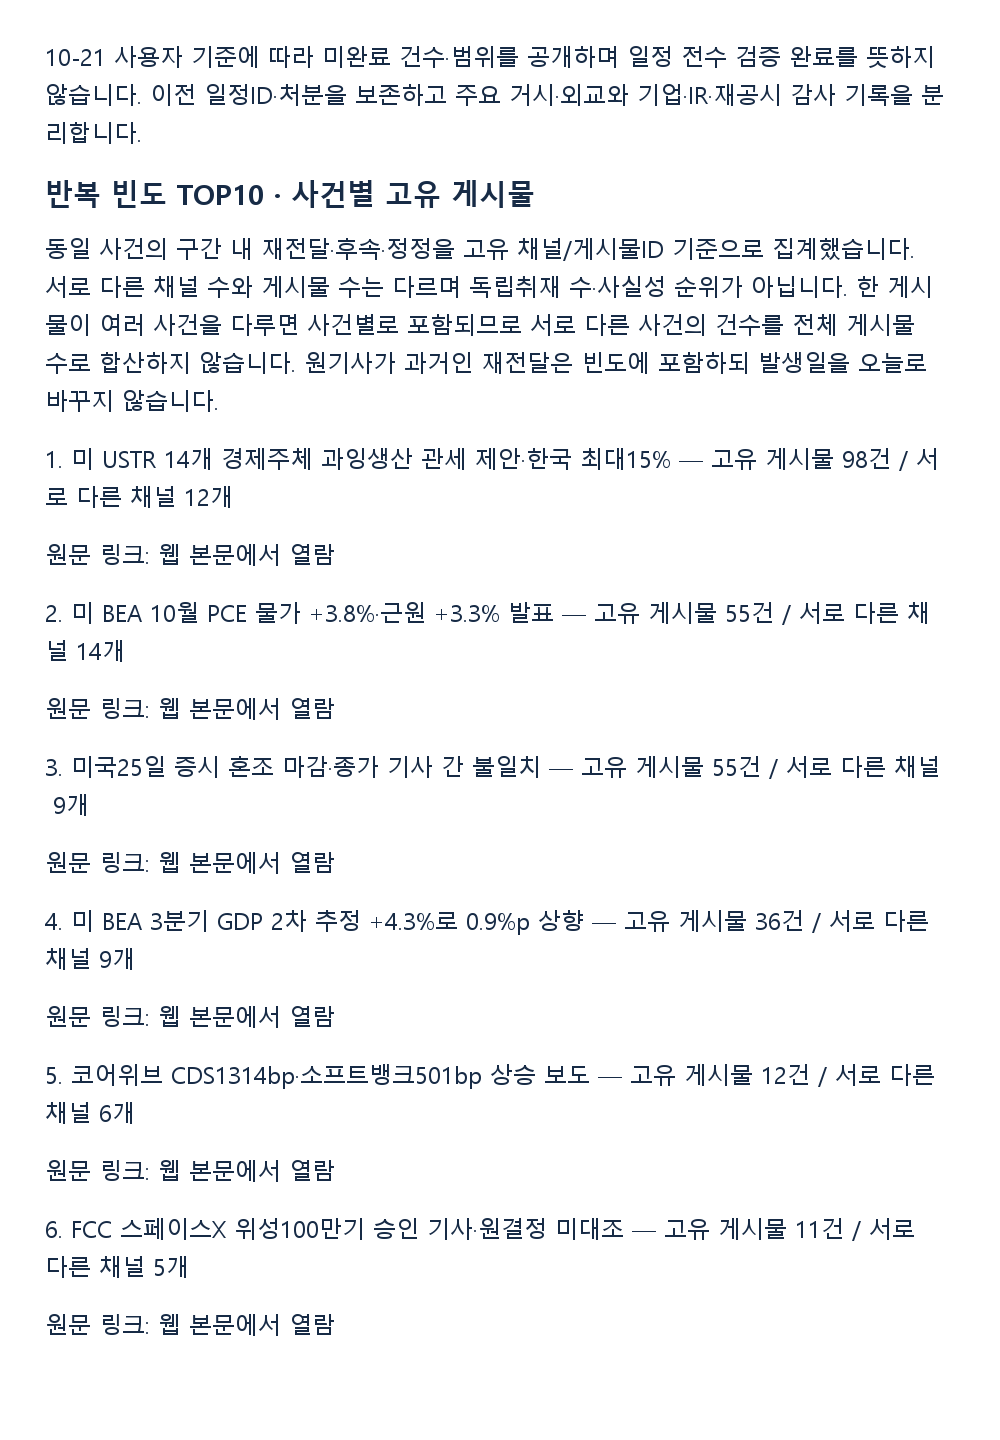 10-21 사용자 기준에 따라 미완료 건수·범위를 공개하며 일정 전수 검증 완료를 뜻하지
않습니다. 이전 일정ID·처분을 보존하고 주요 거시·외교와 기업·IR·재공시 감사 기록을 분
리합니다.
반복 빈도 TOP10 · 사건별 고유 게시물
동일 사건의 구간 내 재전달·후속·정정을 고유 채널/게시물ID 기준으로 집계했습니다.
서로 다른 채널 수와 게시물 수는 다르며 독립취재 수·사실성 순위가 아닙니다. 한 게시
물이 여러 사건을 다루면 사건별로 포함되므로 서로 다른 사건의 건수를 전체 게시물
수로 합산하지 않습니다. 원기사가 과거인 재전달은 빈도에 포함하되 발생일을 오늘로
바꾸지 않습니다.
1. 미 USTR 14개 경제주체 과잉생산 관세 제안·한국 최대15% — 고유 게시물 98건 / 서
로 다른 채널 12개
원문 링크: 웹 본문에서 열람
2. 미 BEA 10월 PCE 물가 +3.8%·근원 +3.3% 발표 — 고유 게시물 55건 / 서로 다른 채
널 14개
원문 링크: 웹 본문에서 열람
3. 미국25일 증시 혼조 마감·종가 기사 간 불일치 — 고유 게시물 55건 / 서로 다른 채널
9개
원문 링크: 웹 본문에서 열람
4. 미 BEA 3분기 GDP 2차 추정 +4.3%로 0.9%p 상향 — 고유 게시물 36건 / 서로 다른
채널 9개
원문 링크: 웹 본문에서 열람
5. 코어위브 CDS1314bp·소프트뱅크501bp 상승 보도 — 고유 게시물 12건 / 서로 다른
채널 6개
원문 링크: 웹 본문에서 열람
6. FCC 스페이스X 위성100만기 승인 기사·원결정 미대조 — 고유 게시물 11건 / 서로
다른 채널 5개
원문 링크: 웹 본문에서 열람